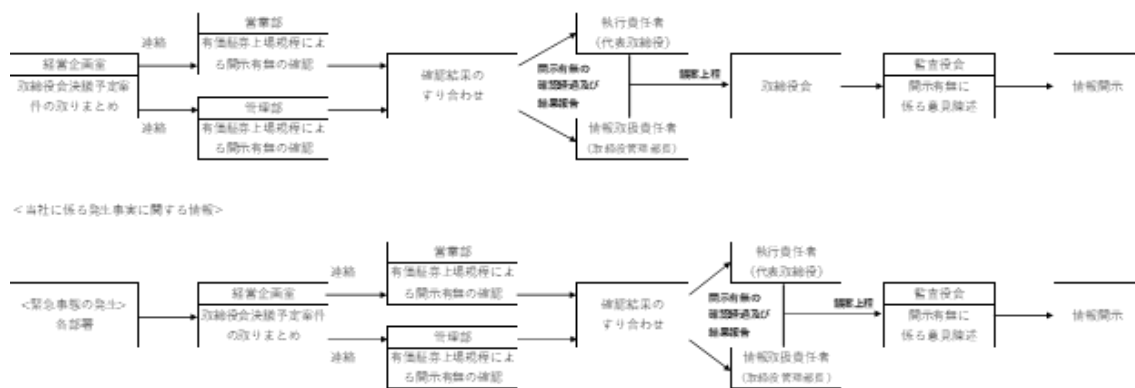 営業部
有価証券上場規程によ
る開示有無の確認
連絡
経営企画室
取締役会決議予定案
件の取りまとめ
連絡
管理部
有価証券上場規程によ
る開示有無の確認
確認結果の
すり合わせ
執行責任者
(代表取締役)
開示有無の
確認経過及び
結果報告
情報取扱責任者
(取締役管理部長)
議案上程
取締役会
監査役会
開示有無に
係る意見陳述
情報開示
<当社に係る発生事実に関する情報>
<緊急事態の発生>
各部署
経営企画室
取締役会決議予定案件
の取りまとめ
連絡
営業部
有価証券上場規程によ
る開示有無の確認
連絡
管理部
有価証券上場規程によ
る開示有無の確認
確認結果の
すり合わせ
執行責任者
(代表取締役)
開示有無の
確認経過及び
結果報告
情報取扱責任者
(取締役管理部長)
議案上程
監査役会
開示有無に
係る意見陳述
情報開示